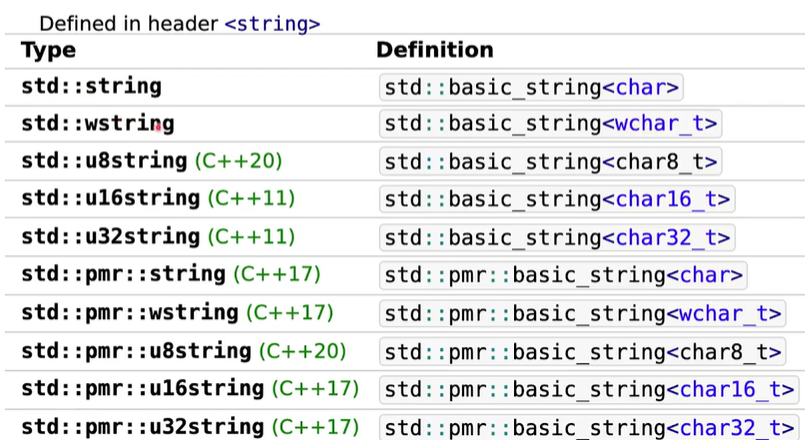 Defined in header <string>
Type Definition
std::string std::basic_string<char>
std::wstring std::basic_string<wchar_t>
std::u8string (C++20) std::basic_string<char8_t>
std::u16string (C++11) std::basic_string<char16_t>
std::u32string (C++11) std::basic_string<char32_t>
std::pmr::string (C++17) std::pmr::basic_string<char>
std::pmr::wstring (C++17) std::pmr::basic_string<wchar_t>
std::pmr::u8string (C++20) std::pmr::basic_string<char8_t>
std::pmr::u16string (C++17) std::pmr::basic_string<char16_t>
std::pmr::u32string (C++17) std::pmr::basic_string<char32_t>